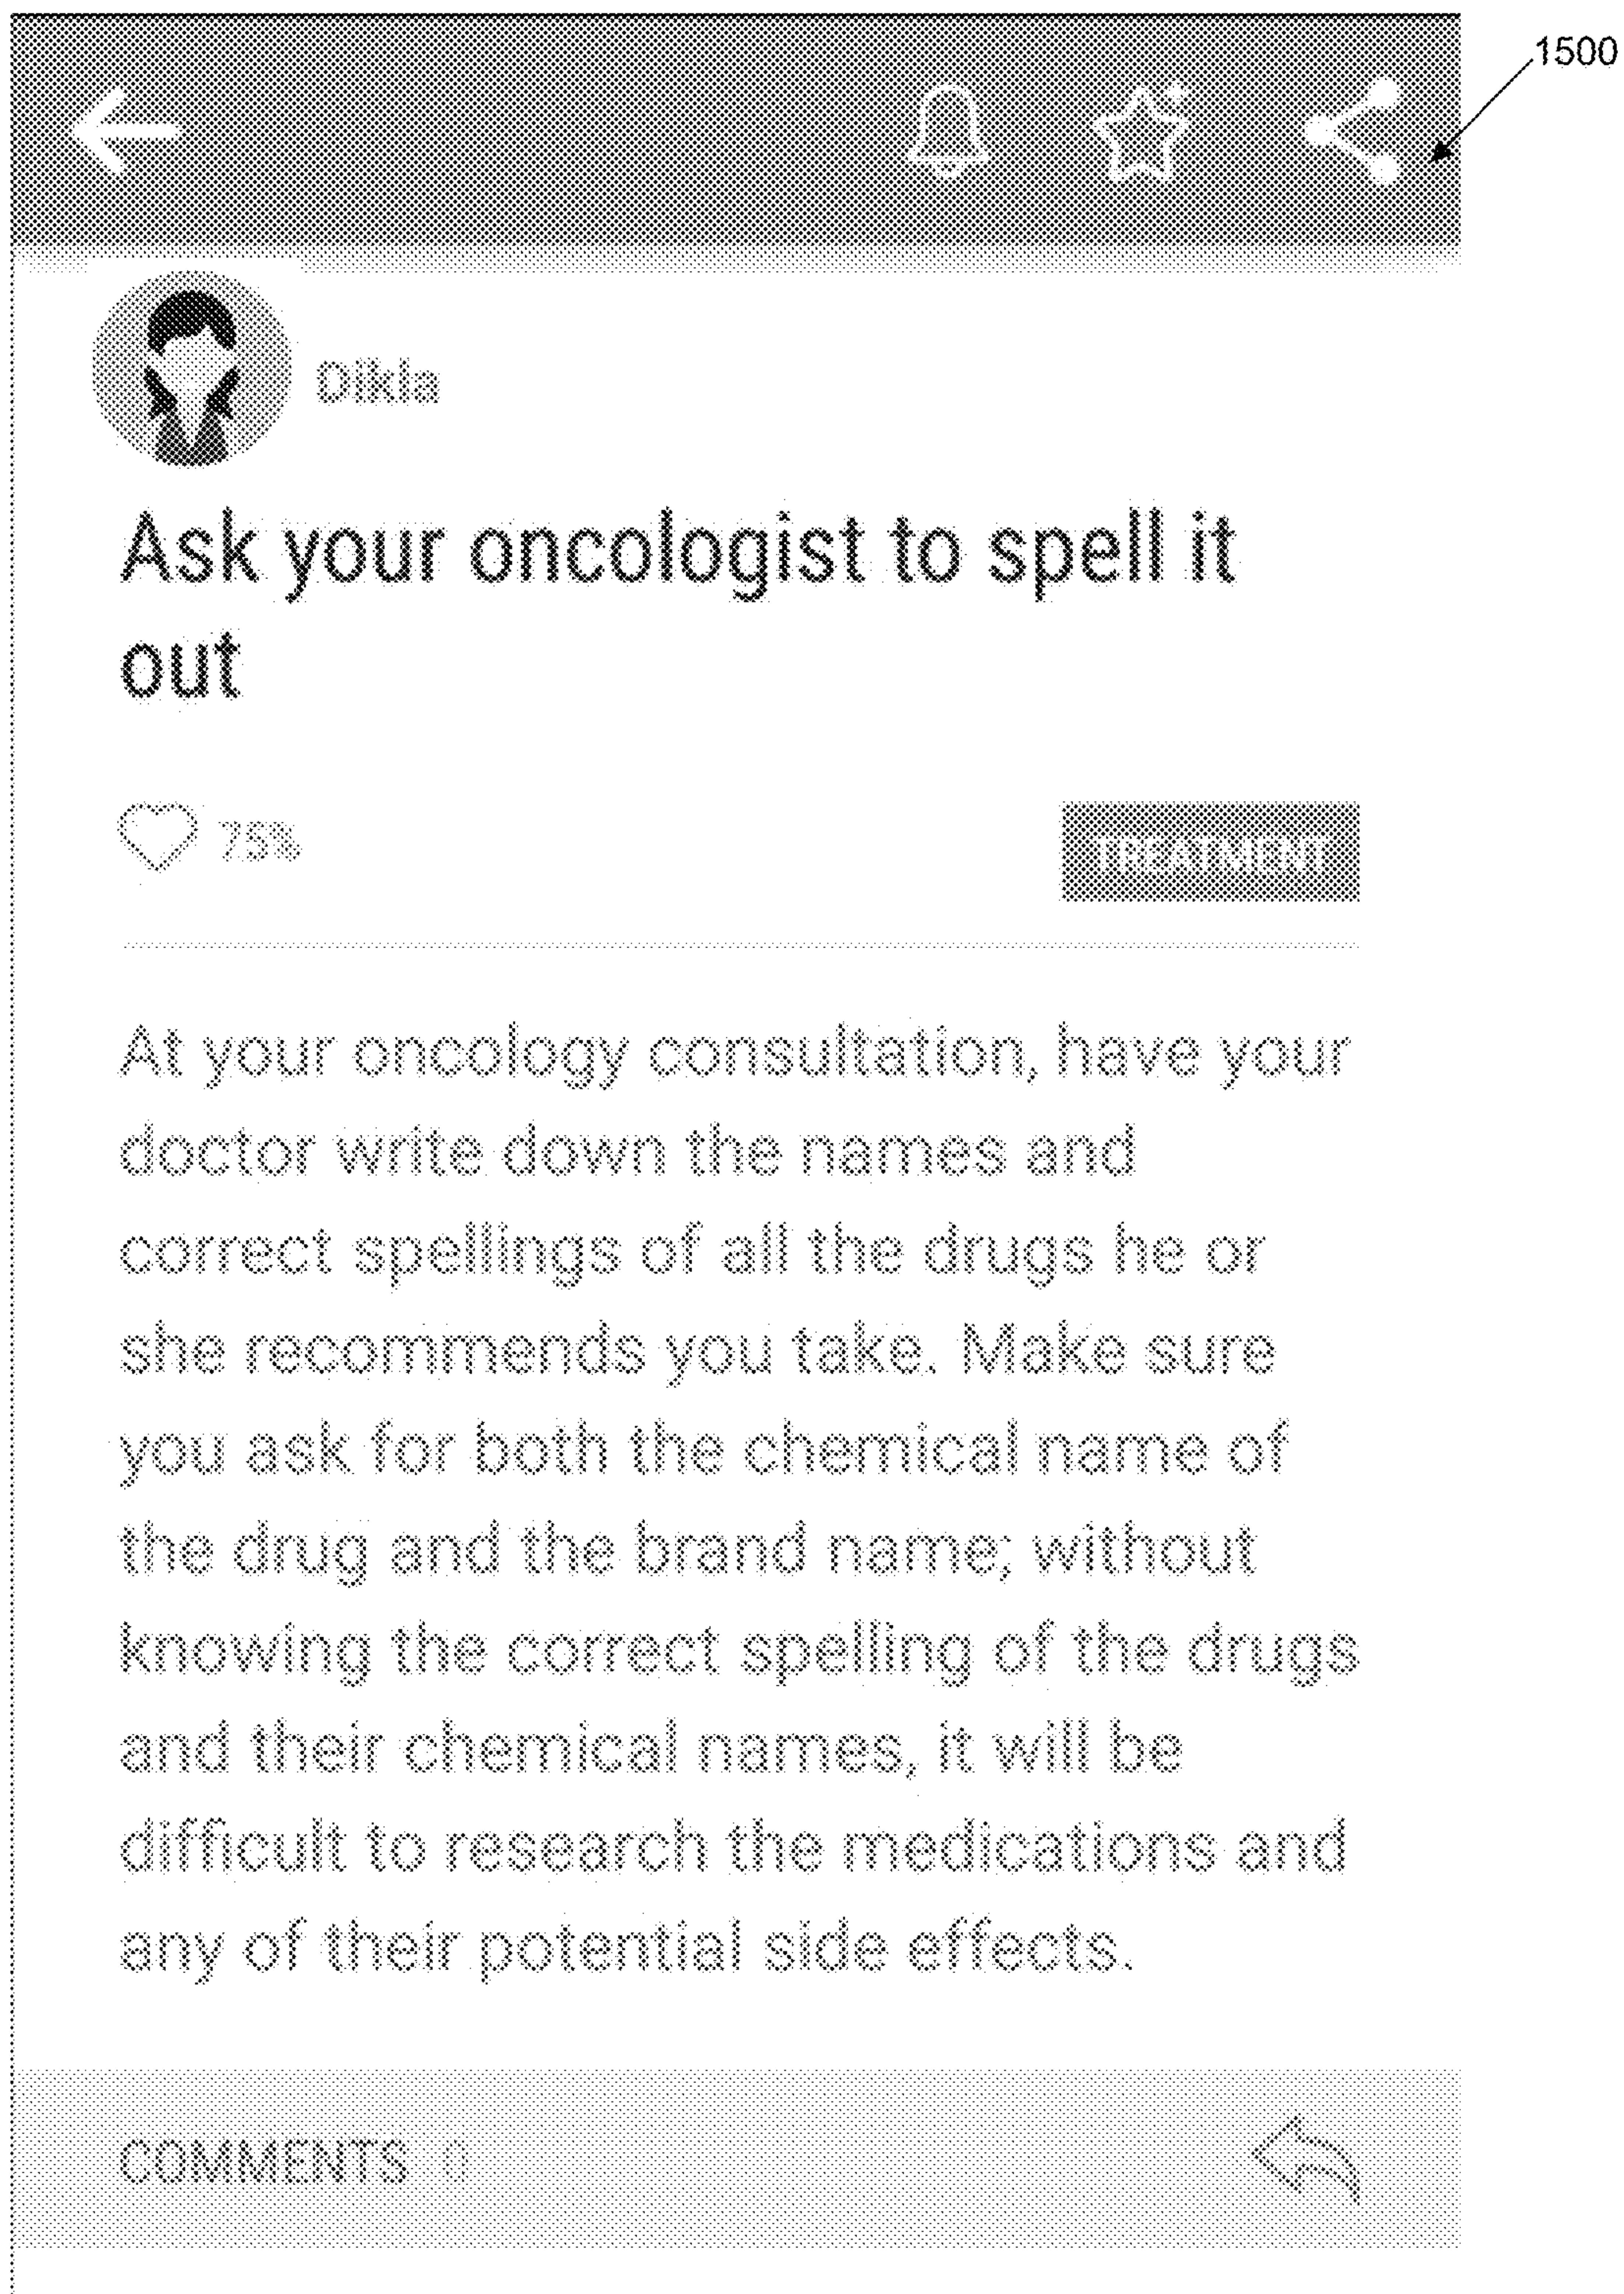 1500
Dikla
Ask your oncologist to spell it
out
75%
TREATMENT
At your oncology consultation, have your
doctor write down the names and
correct spellings of all the drugs he or
she recommends you take. Make sure
you ask for both the chemical name of
the drug and the brand name; without
knowing the correct spelling of the drugs
and their chemical names, it will be
difficult to research the medications and
any of their potential side effects.
COMMENTS 0